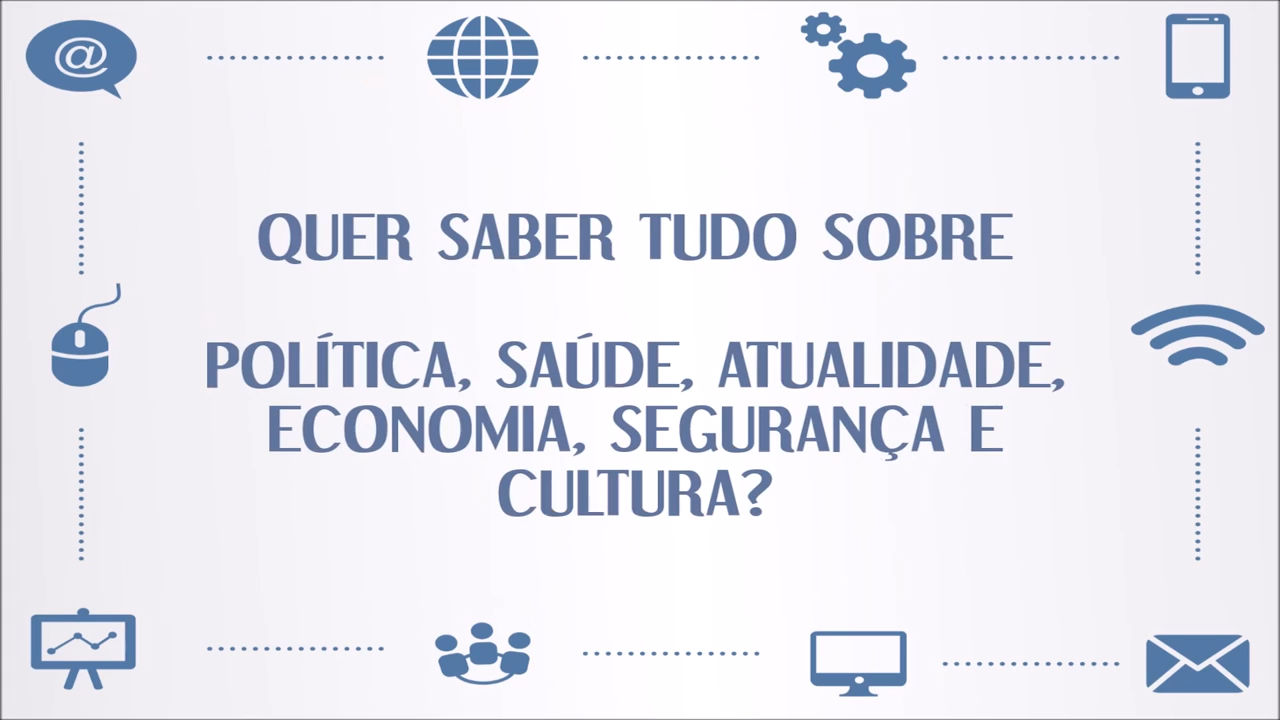 @
QUER SABER TUDO SOBRE
POLÍTICA, SAÚDE, ATUALIDADE,
ECONOMIA, SEGURANÇA E
CULTURA?